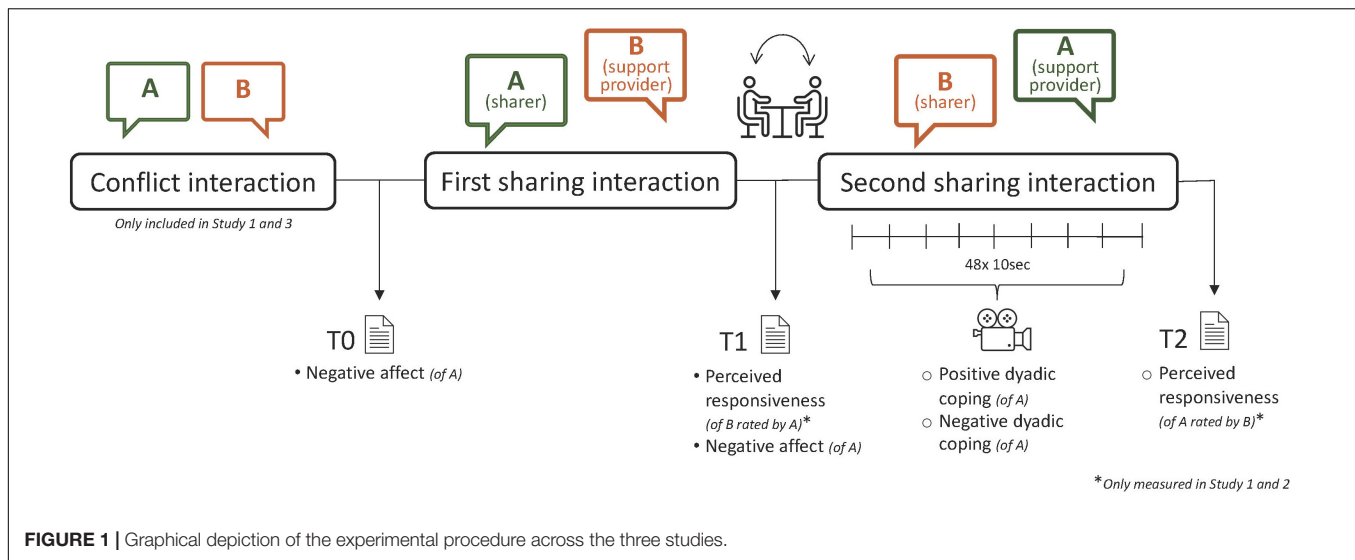 A
B
A
(sharer)
B
(support
provider)
B
(sharer)
A
(support
provider)
Conflict interaction
First sharing interaction
Second sharing interaction
Only included in Study 1 and 3
48x 10sec
T0
• Negative affect (of A)
T1
• Perceived
responsiveness
(of B rated by A)*
• Negative affect (of A)
○ Positive dyadic
coping (of A)
○ Negative dyadic
coping (of A)
T2
○ Perceived
responsiveness
(of A rated by B)*
*Only measured in Study 1 and 2
FIGURE 1 | Graphical depiction of the experimental procedure across the three studies.